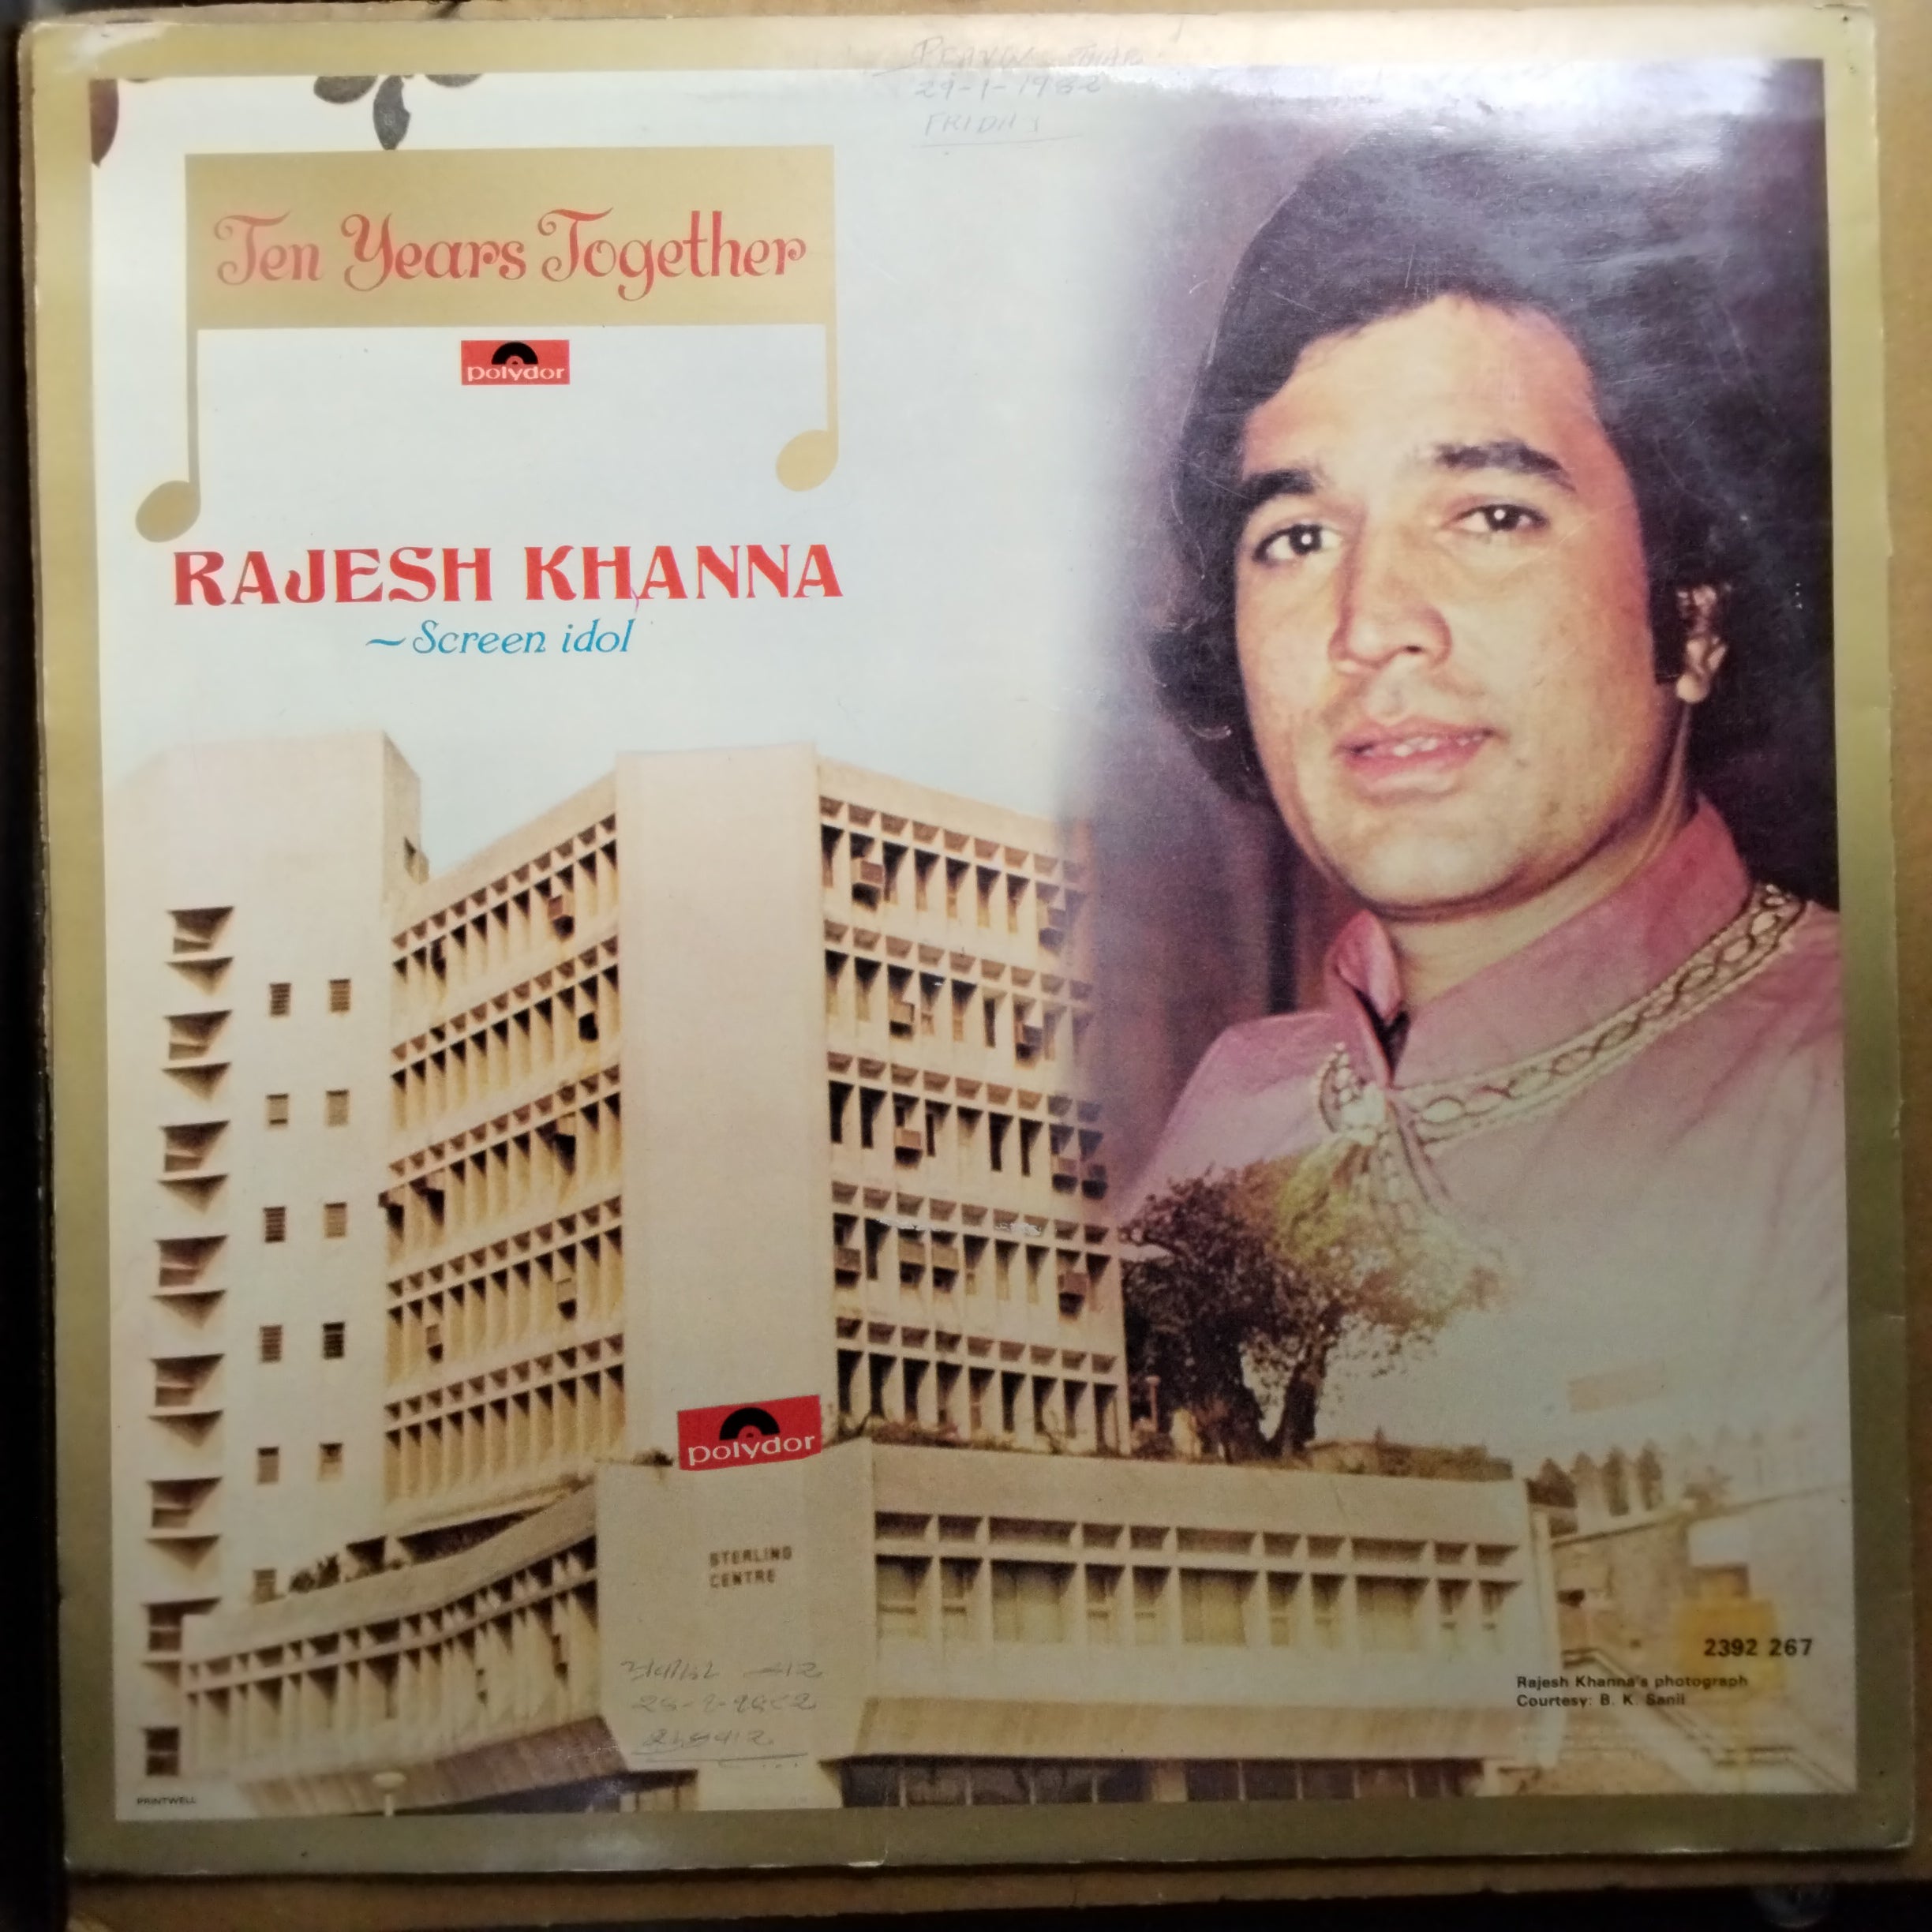 29-1-1982
FRIDAY
Ten Years Together
polydor
RAJESH KHANNA
~Screen idol
polydor
STERLING
CENTRE
2392 267
Rajesh Khanna's photograph
Courtesy: B. K. Sanil
PRINTWELL